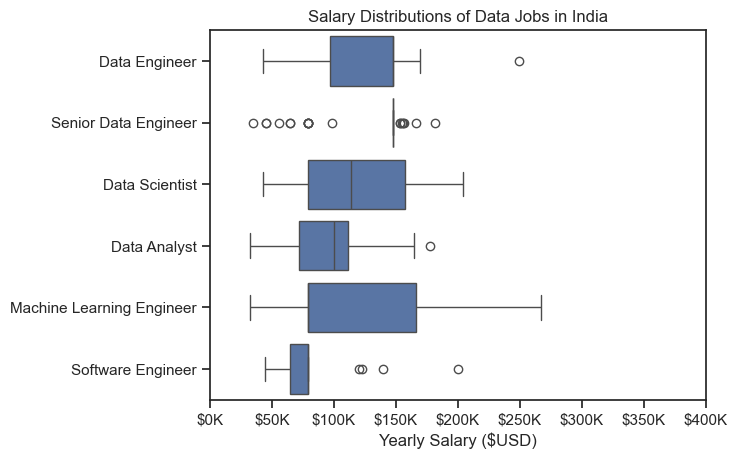 Salary Distributions of Data Jobs in India
Data Engineer
Senior Data Engineer
Data Scientist
Data Analyst
Machine Learning Engineer
Software Engineer
$0K $50K $100K $150K $200K $250K $300K $350K $400K
Yearly Salary ($USD)